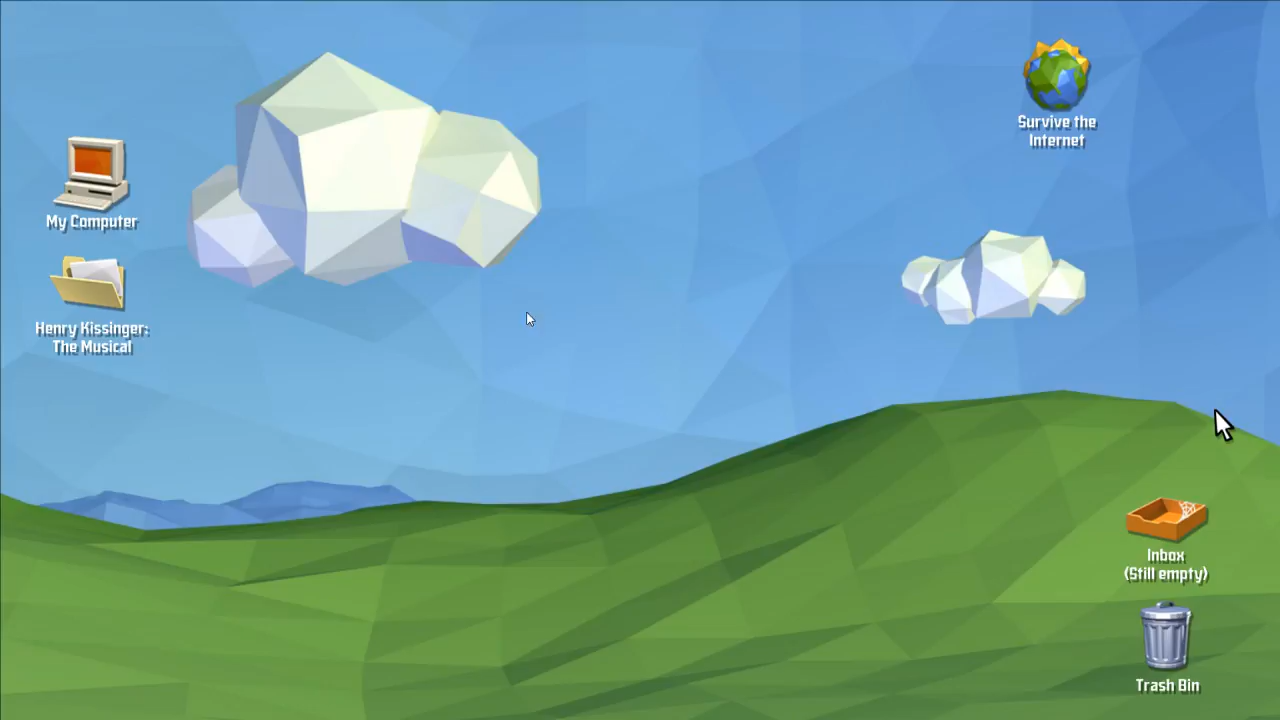 Survive the
Internet
My Computer
Henry Kissinger:
The Musical
Inbox
(Still empty)
Trash Bin